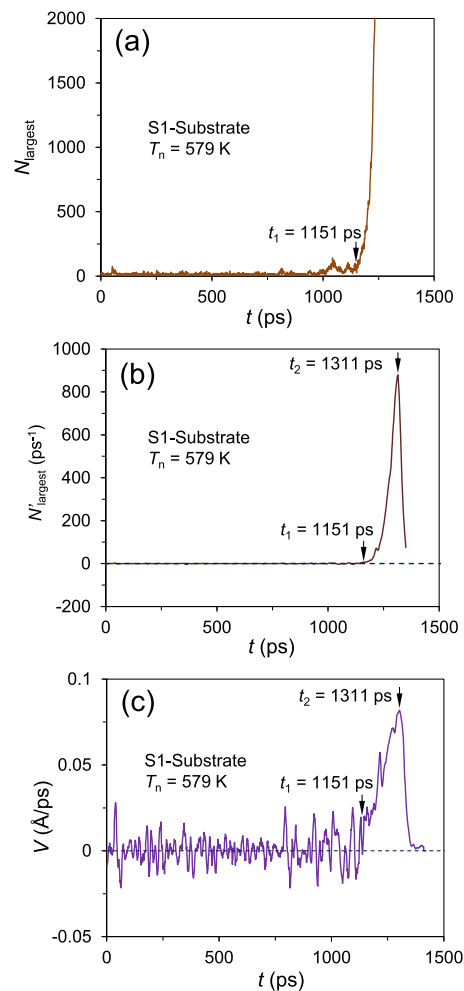 (a)
2000
1500
1000
500
0
N_largest
S1-Substrate
T_n = 579 K
t_1 = 1151 ps
0 500 1000 1500
t (ps)
(b)
1000
800
600
400
200
0
-200
N'_largest (ps⁻¹)
t_2 = 1311 ps
S1-Substrate
T_n = 579 K
t_1 = 1151 ps
0 500 1000 1500
t (ps)
(c)
0.1
0.05
0
-0.05
V (Å/ps)
t_2 = 1311 ps
S1-Substrate
T_n = 579 K
t_1 = 1151 ps
0 500 1000 1500
t (ps)